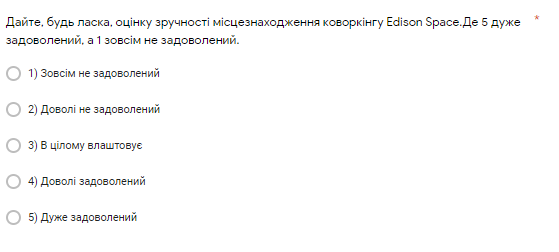 Дайте, будь ласка, оцінку зручності місцезнаходження коворкінгу Edison Space.Де 5 дуже *
задоволений, а 1 зовсім не задоволений.
1) Зовсім не задоволений
2) Доволі не задоволений
3) В цілому влаштовує
4) Доволі задоволений
5) Дуже задоволений